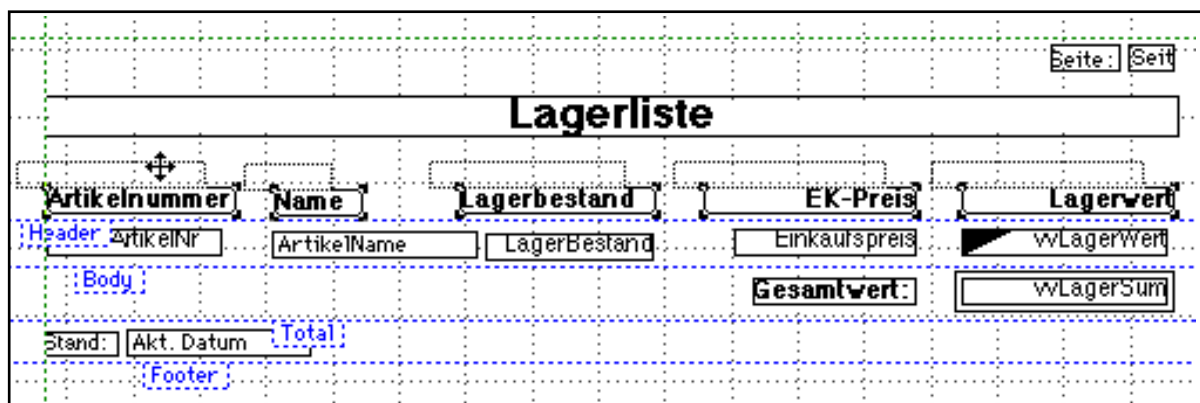 Seite: Seit
Lagerliste
Artikelnummer Name Lagerbestand EK-Preis Lagerwert
Header ArtikelNr ArtikelName LagerBestand Einkaufspreis vvLagerWert
Body Gesamtwert: vvLagerSum
Stand: Akt. Datum Total
Footer